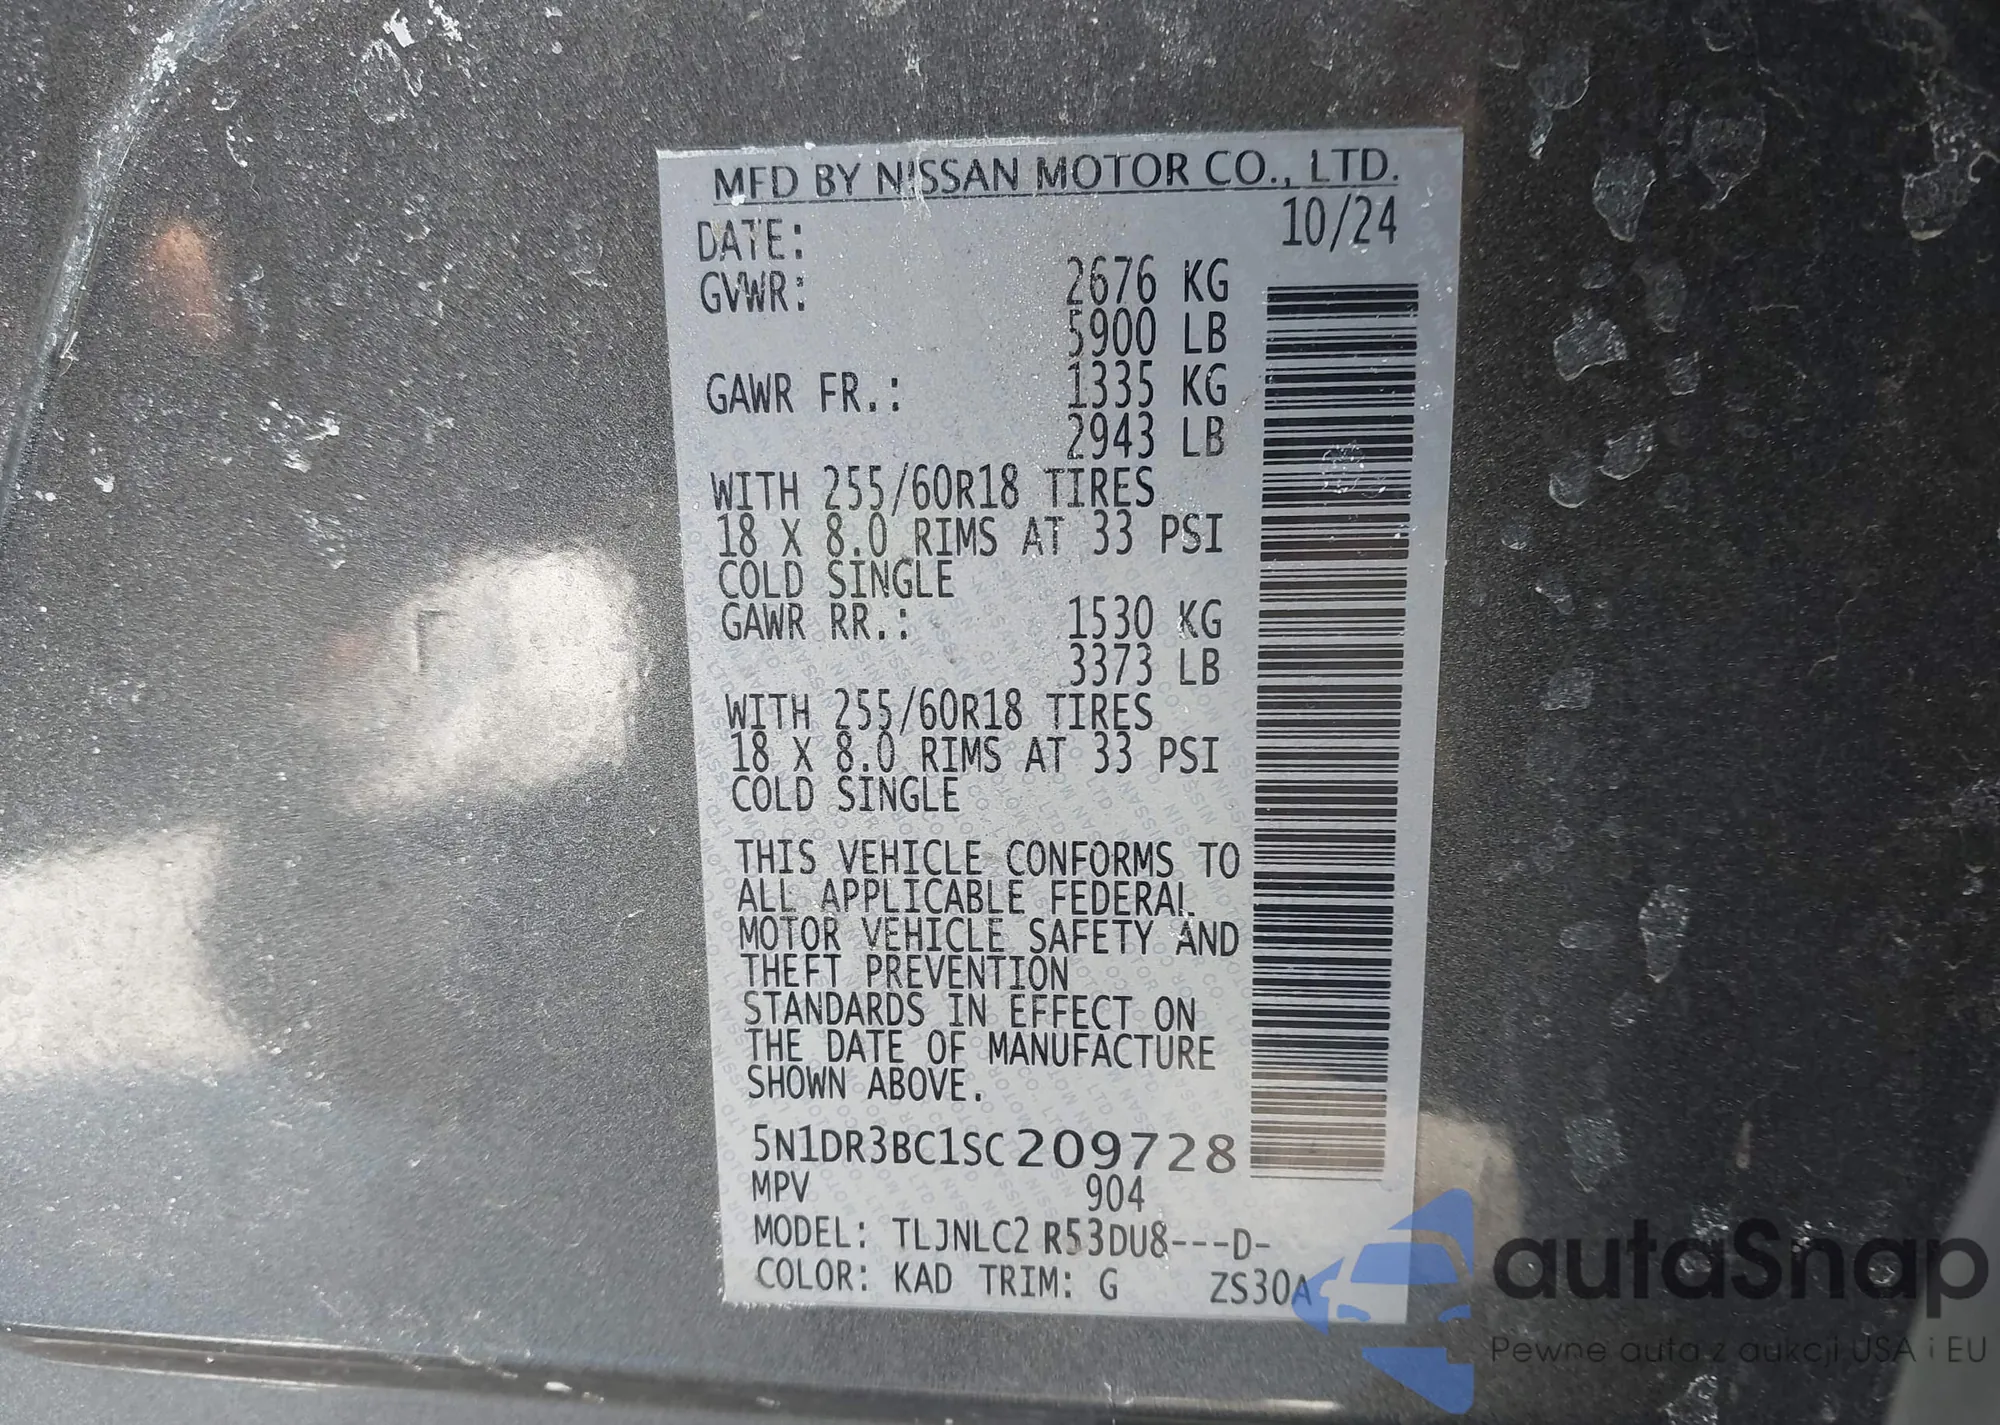 MFD BY NISSAN MOTOR CO., LTD.
DATE: 10/24
GVWR: 2676 KG
5900 LB
GAWR FR.: 1335 KG
2943 LB
WITH 255/60R18 TIRES
18 X 8.0 RIMS AT 33 PSI
COLD SINGLE
GAWR RR.: 1530 KG
3373 LB
WITH 255/60R18 TIRES
18 X 8.0 RIMS AT 33 PSI
COLD SINGLE
THIS VEHICLE CONFORMS TO
ALL APPLICABLE FEDERAL
MOTOR VEHICLE SAFETY AND
THEFT PREVENTION
STANDARDS IN EFFECT ON
THE DATE OF MANUFACTURE
SHOWN ABOVE.
5N1DR3BC1SC209728
MPV 904
MODEL: TLJNLC2 R53DU8---D-
COLOR: KAD TRIM: G ZS30A
autaSnap
Pewne auta z aukcji USA i EU